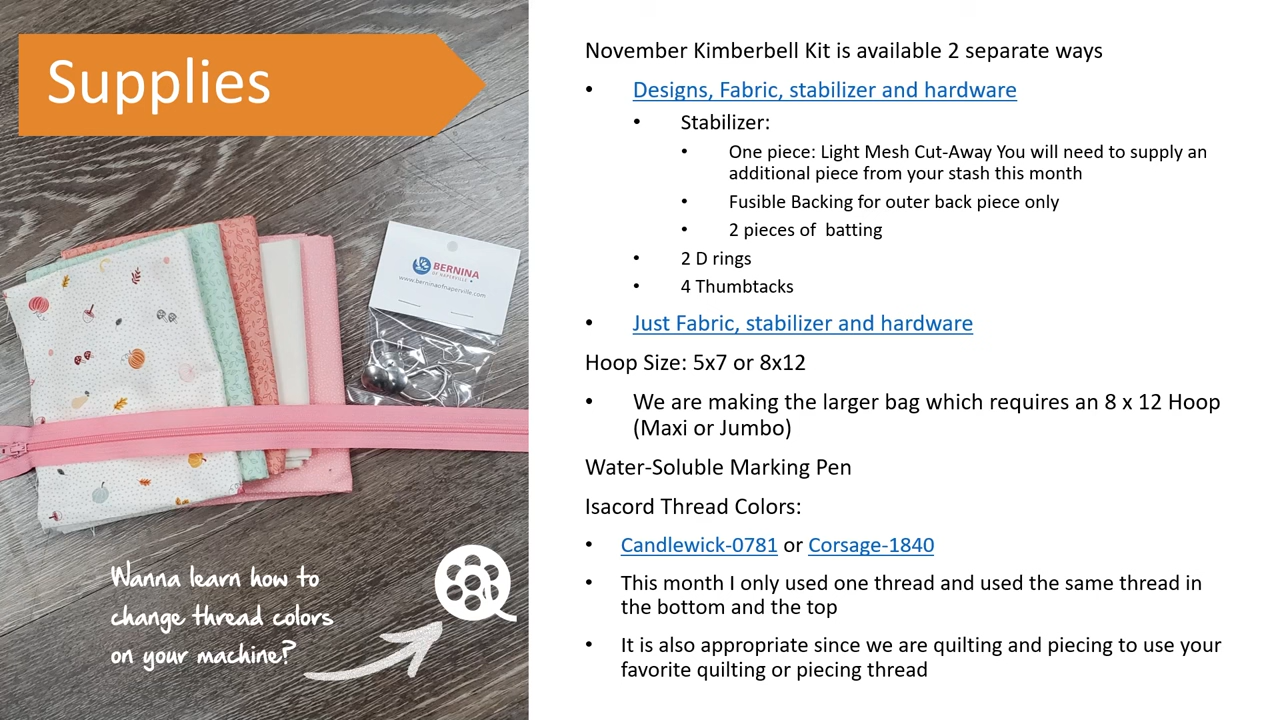 Supplies
BERNINA
OF NAPERVILLE
www.berninaofnaperville.com
Wanna learn how to
change thread colors
on your machine?
November Kimberbell Kit is available 2 separate ways
• Designs, Fabric, stabilizer and hardware
• Stabilizer:
• One piece: Light Mesh Cut-Away You will need to supply an
additional piece from your stash this month
• Fusible Backing for outer back piece only
• 2 pieces of  batting
• 2 D rings
• 4 Thumbtacks
• Just Fabric, stabilizer and hardware
Hoop Size: 5x7 or 8x12
• We are making the larger bag which requires an 8 x 12 Hoop
(Maxi or Jumbo)
Water-Soluble Marking Pen
Isacord Thread Colors:
• Candlewick-0781 or Corsage-1840
• This month I only used one thread and used the same thread in
the bottom and the top
• It is also appropriate since we are quilting and piecing to use your
favorite quilting or piecing thread